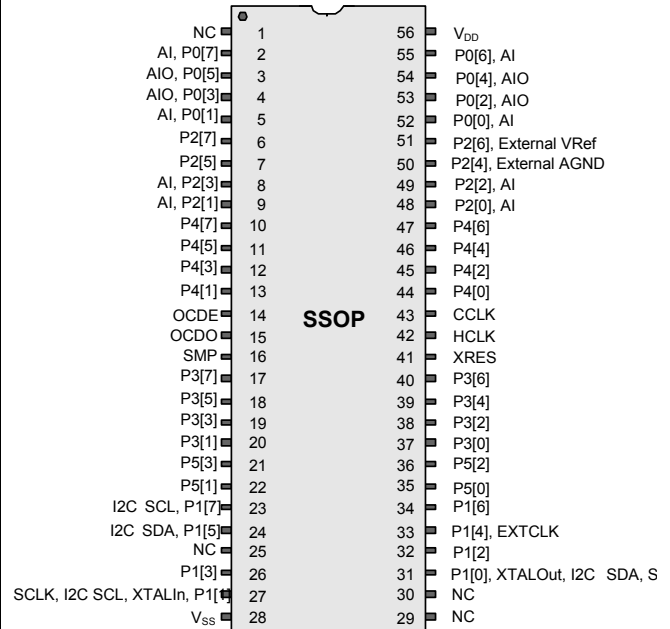 NC 1 56 VDD
AI, P0[7] 2 55 P0[6], AI
AIO, P0[5] 3 54 P0[4], AIO
AIO, P0[3] 4 53 P0[2], AIO
AI, P0[1] 5 52 P0[0], AI
P2[7] 6 51 P2[6], External VRef
P2[5] 7 50 P2[4], External AGND
AI, P2[3] 8 49 P2[2], AI
AI, P2[1] 9 48 P2[0], AI
P4[7] 10 47 P4[6]
P4[5] 11 46 P4[4]
P4[3] 12 45 P4[2]
P4[1] 13 44 P4[0]
OCDE 14 SSOP 43 CCLK
OCDO 15 42 HCLK
SMP 16 41 XRES
P3[7] 17 40 P3[6]
P3[5] 18 39 P3[4]
P3[3] 19 38 P3[2]
P3[1] 20 37 P3[0]
P5[3] 21 36 P5[2]
P5[1] 22 35 P5[0]
I2C SCL, P1[7] 23 34 P1[6]
I2C SDA, P1[5] 24 33 P1[4], EXTCLK
NC 25 32 P1[2]
P1[3] 26 31 P1[0], XTALOut, I2C SDA, S
SCLK, I2C SCL, XTALIn, P1[1] 27 30 NC
VSS 28 29 NC